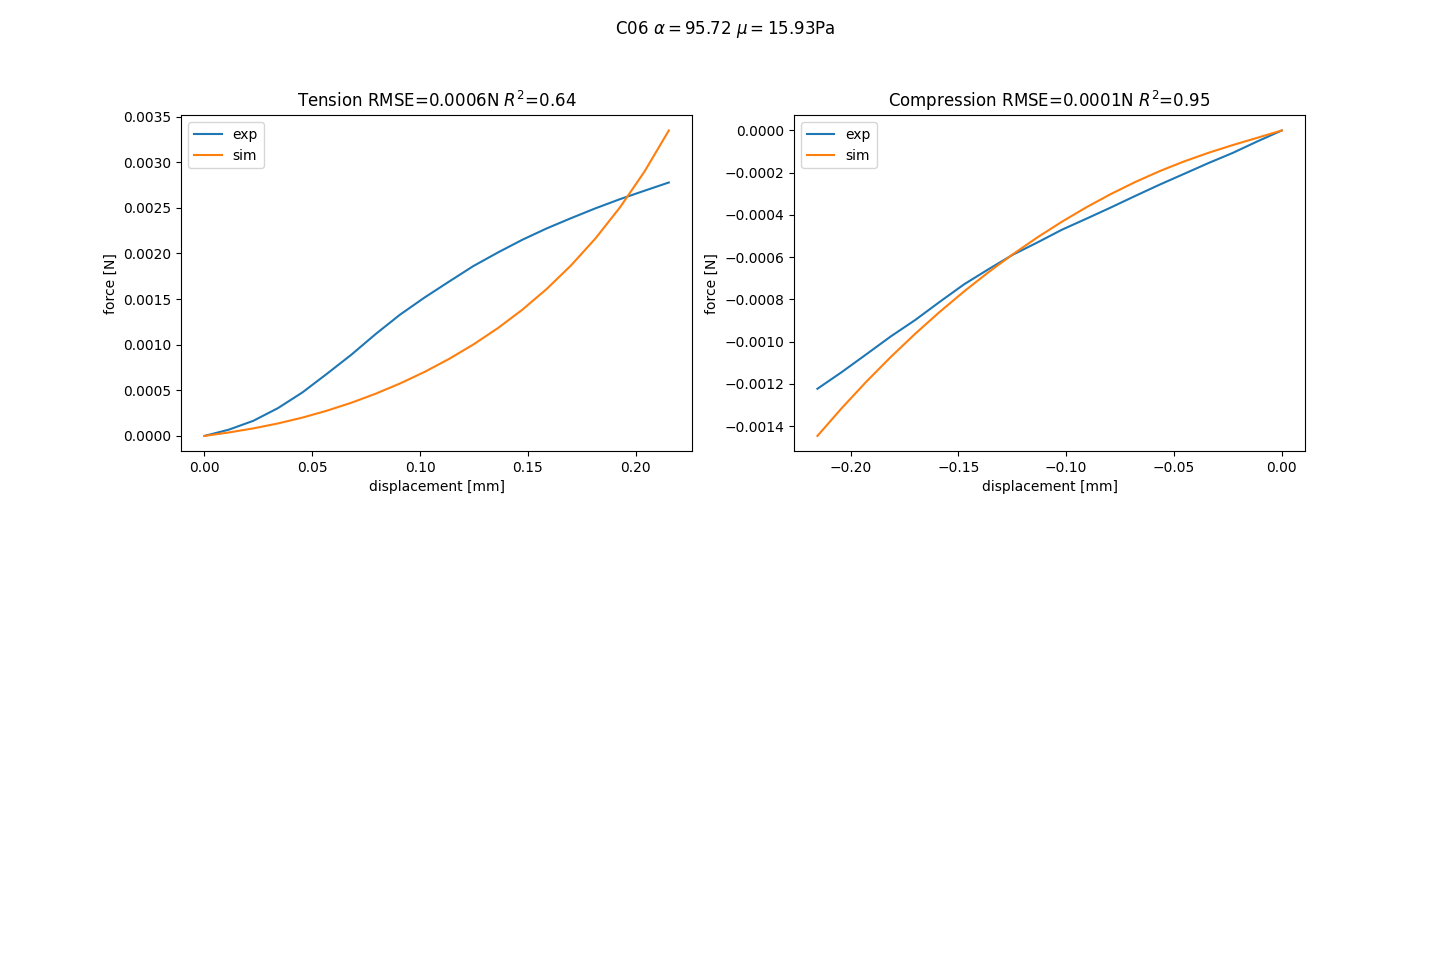 C06 α = 95.72 μ = 15.93Pa
Tension RMSE=0.0006N R²=0.64
0.0035
0.0030
0.0025
0.0020
0.0015
0.0010
0.0005
0.0000
force [N]
exp
sim
0.00 0.05 0.10 0.15 0.20
displacement [mm]
Compression RMSE=0.0001N R²=0.95
0.0000
−0.0002
−0.0004
−0.0006
−0.0008
−0.0010
−0.0012
−0.0014
force [N]
exp
sim
−0.20 −0.15 −0.10 −0.05 0.00
displacement [mm]